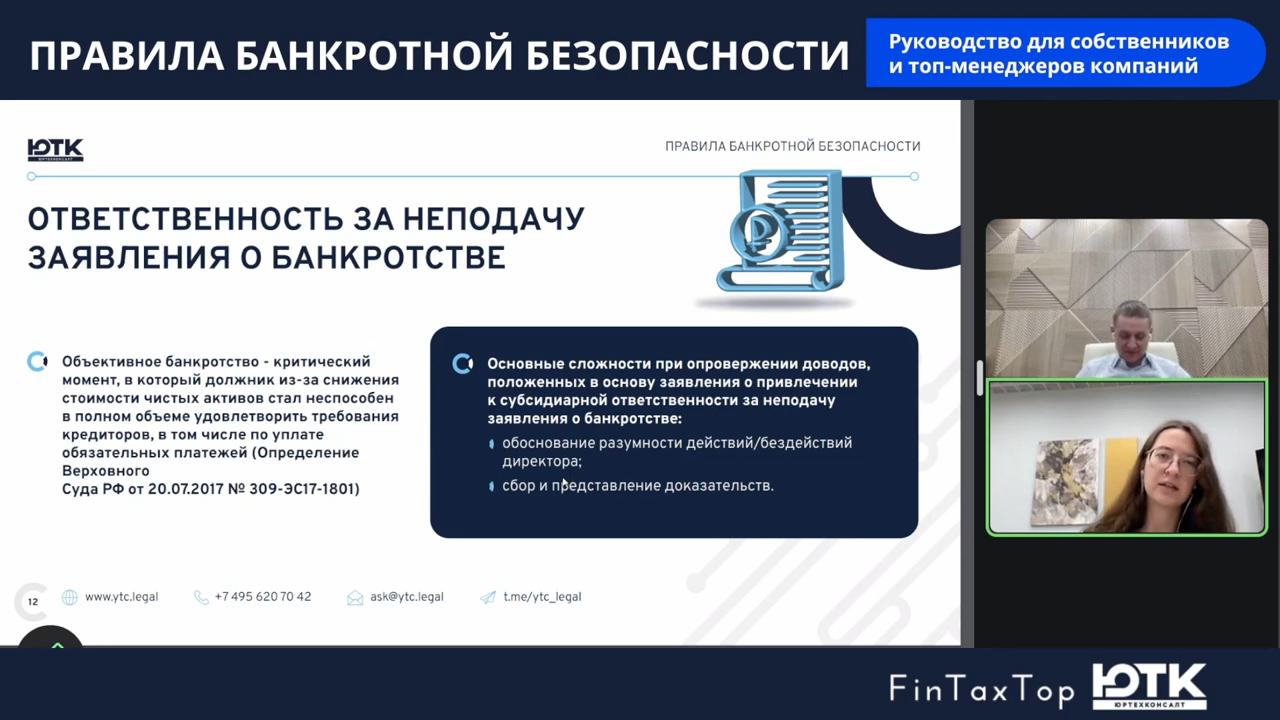 ПРАВИЛА БАНКРОТНОЙ БЕЗОПАСНОСТИ
Руководство для собственников
и топ-менеджеров компаний
ЮТК
ЮРТЕХКОНСАЛТ
ПРАВИЛА БАНКРОТНОЙ БЕЗОПАСНОСТИ
ОТВЕТСТВЕННОСТЬ ЗА НЕПОДАЧУ
ЗАЯВЛЕНИЯ О БАНКРОТСТВЕ
Объективное банкротство - критический
момент, в который должник из-за снижения
стоимости чистых активов стал неспособен
в полном объеме удовлетворить требования
кредиторов, в том числе по уплате
обязательных платежей (Определение
Верховного
Суда РФ от 20.07.2017 № 309-ЭС17-1801)
Основные сложности при опровержении доводов,
положенных в основу заявления о привлечении
к субсидиарной ответственности за неподачу
заявления о банкротстве:
обоснование разумности действий/бездействий
директора;
сбор и представление доказательств.
12
www.ytc.legal
+7 495 620 70 42
ask@ytc.legal
t.me/ytc_legal
FinTaxTop
ЮТК
ЮРТЕХКОНСАЛТ